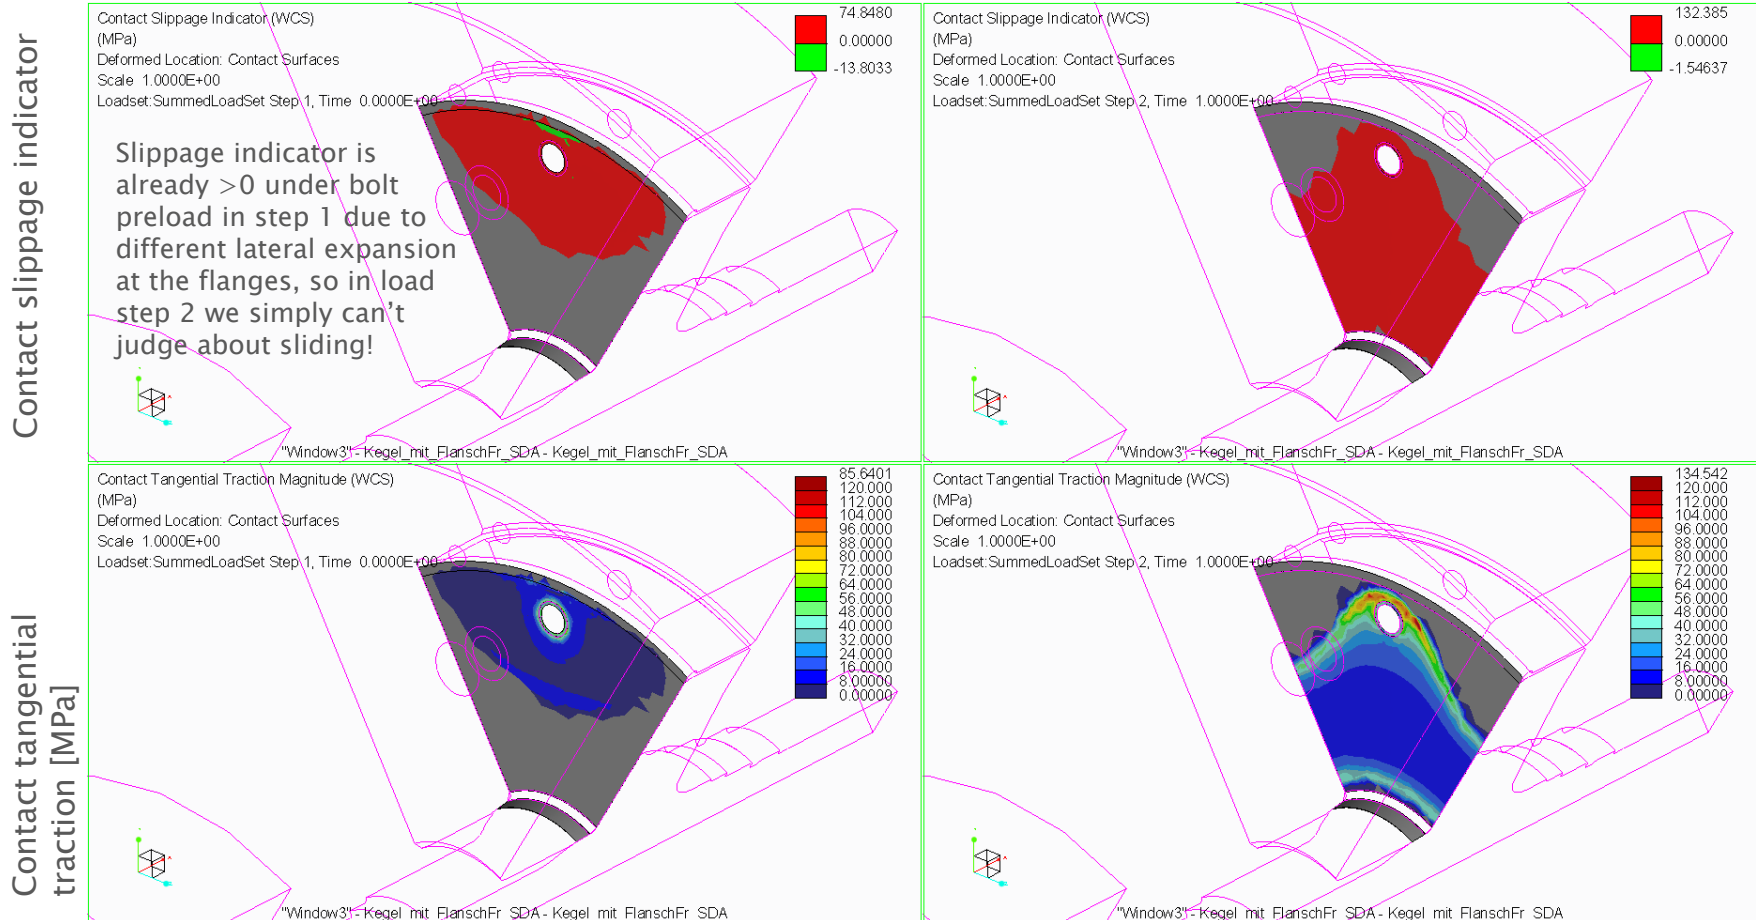 Contact slippage indicator
Contact Slippage Indicator (WCS)
(MPa)
Deformed Location: Contact Surfaces
Scale 1.0000E+00
Loadset:SummedLoadSet Step 1, Time 0.0000E+00
74.8480
0.00000
-13.8033
Slippage indicator is
already >0 under bolt
preload in step 1 due to
different lateral expansion
at the flanges, so in load
step 2 we simply can't
judge about sliding!
"Window3" - Kegel_mit_FlanschFr_SDA - Kegel_mit_FlanschFr_SDA
Contact Slippage Indicator (WCS)
(MPa)
Deformed Location: Contact Surfaces
Scale 1.0000E+00
Loadset:SummedLoadSet Step 2, Time 1.0000E+00
132.385
0.00000
-1.54637
"Window3" - Kegel_mit_FlanschFr_SDA - Kegel_mit_FlanschFr_SDA
Contact tangential
traction [MPa]
Contact Tangential Traction Magnitude (WCS)
(MPa)
Deformed Location: Contact Surfaces
Scale 1.0000E+00
Loadset:SummedLoadSet Step 1, Time 0.0000E+00
85.6401
120.000
112.000
104.000
96.0000
88.0000
80.0000
72.0000
64.0000
56.0000
48.0000
40.0000
32.0000
24.0000
16.0000
8.00000
0.00000
"Window3" - Kegel_mit_FlanschFr_SDA - Kegel_mit_FlanschFr_SDA
Contact Tangential Traction Magnitude (WCS)
(MPa)
Deformed Location: Contact Surfaces
Scale 1.0000E+00
Loadset:SummedLoadSet Step 2, Time 1.0000E+00
134.542
120.000
112.000
104.000
96.0000
88.0000
80.0000
72.0000
64.0000
56.0000
48.0000
40.0000
32.0000
24.0000
16.0000
8.00000
0.00000
"Window3" - Kegel_mit_FlanschFr_SDA - Kegel_mit_FlanschFr_SDA